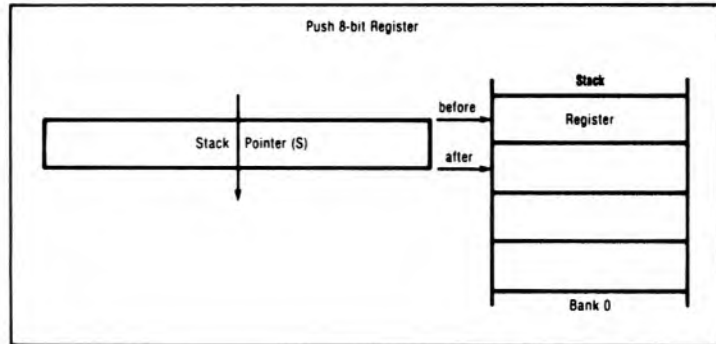 Push 8-bit Register
Stack
before
Register
Stack Pointer (S)
after
Bank 0